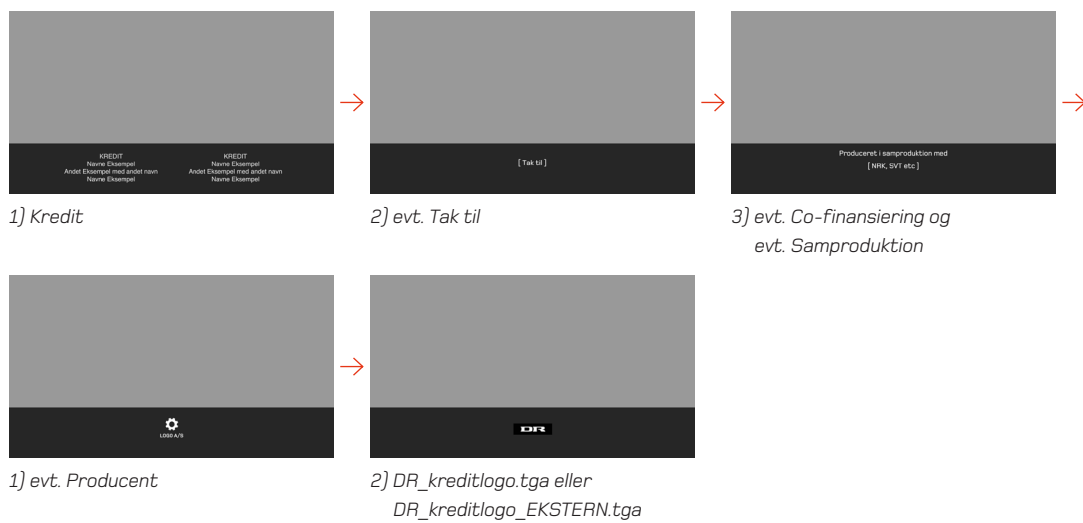 KREDIT
Navne Eksempel
Andet Eksempel med andet navn
Navne Eksempel
KREDIT
Navne Eksempel
Andet Eksempel med andet navn
Navne Eksempel
[ Tak til ]
Produceret i samproduktion med
[ NRK, SVT etc ]
1) Kredit
2) evt. Tak til
3) evt. Co-finansiering og
evt. Samproduktion
LOGO A/S
DR
1) evt. Producent
2) DR_kreditlogo.tga eller
DR_kreditlogo_EKSTERN.tga